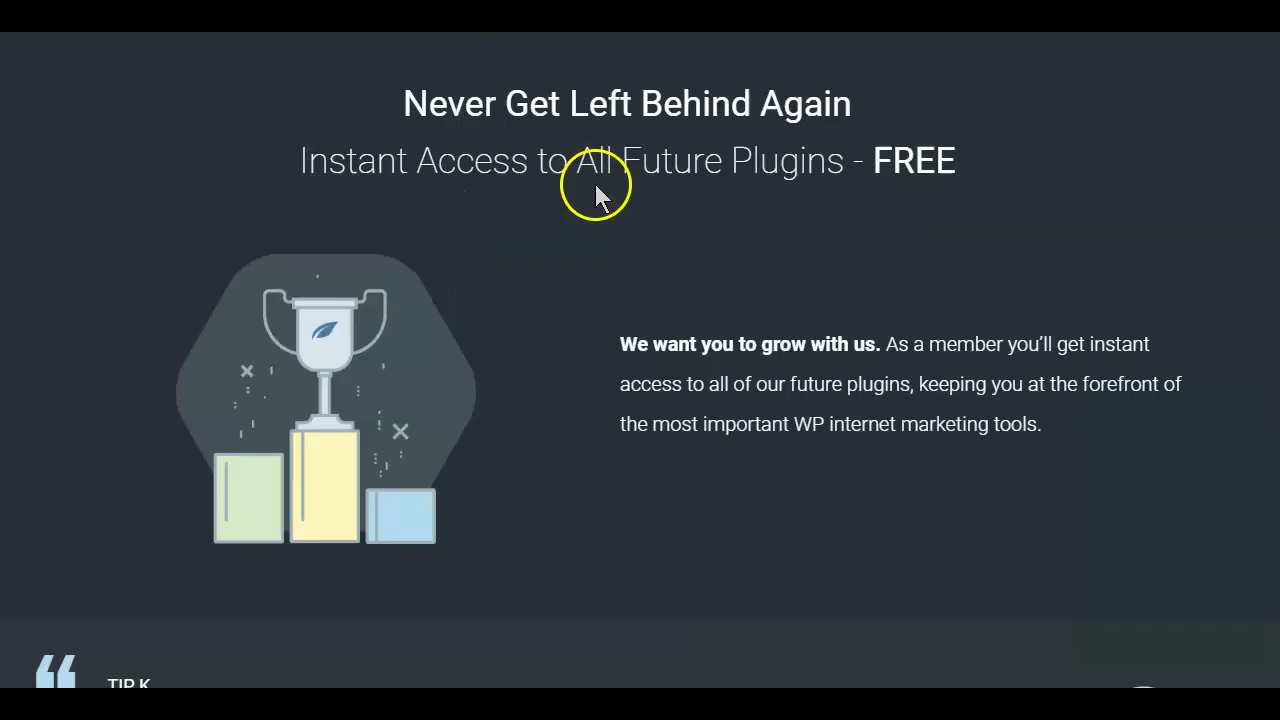 Never Get Left Behind Again
Instant Access to All Future Plugins - FREE
We want you to grow with us. As a member you’ll get instant
access to all of our future plugins, keeping you at the forefront of
the most important WP internet marketing tools.
TIP K